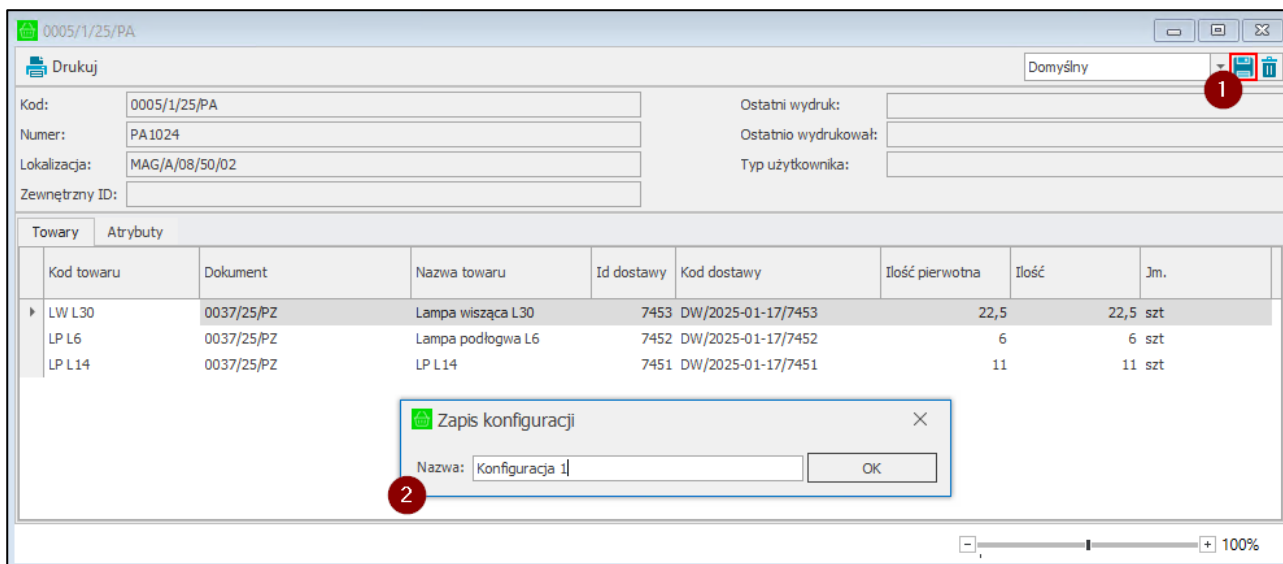 0005/1/25/PA
Drukuj Domyślny
1
Kod: 0005/1/25/PA Ostatni wydruk:
Numer: PA1024 Ostatnio wydrukował:
Lokalizacja: MAG/A/08/50/02 Typ użytkownika:
Zewnętrzny ID:
Towary Atrybuty
Kod towaru Dokument Nazwa towaru Id dostawy Kod dostawy Ilość pierwotna Ilość Jm.
LW L30 0037/25/PZ Lampa wisząca L30 7453 DW/2025-01-17/7453 22,5 22,5 szt
LP L6 0037/25/PZ Lampa podłogwa L6 7452 DW/2025-01-17/7452 6 6 szt
LP L14 0037/25/PZ LP L14 7451 DW/2025-01-17/7451 11 11 szt
Zapis konfiguracji
Nazwa: Konfiguracja 1 OK
2
100%